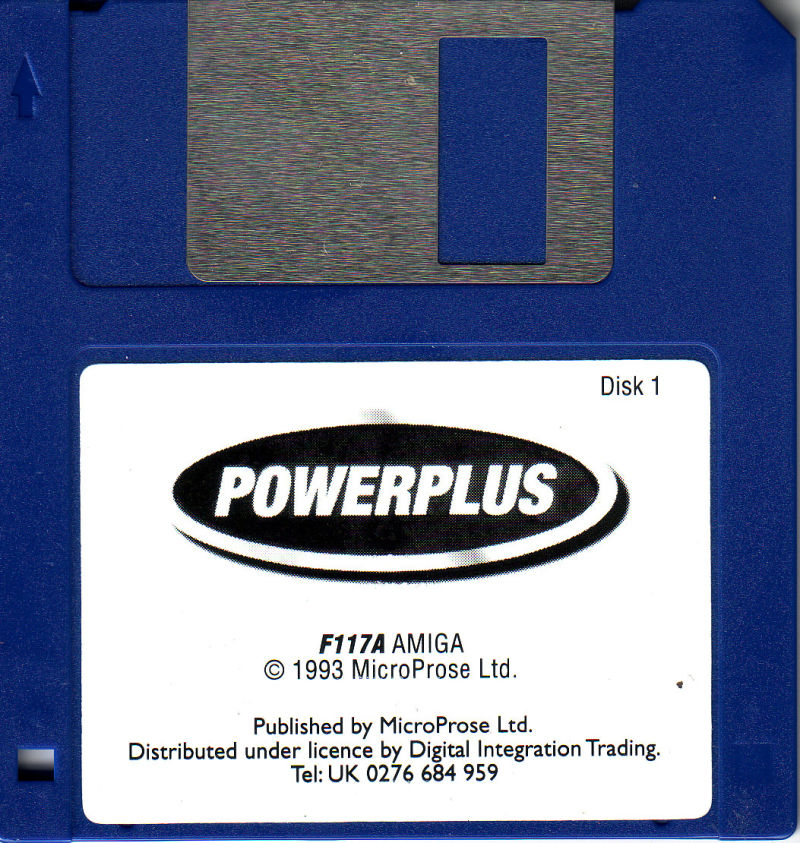 Disk 1
POWERPLUS
F117A AMIGA
© 1993 MicroProse Ltd.
Published by MicroProse Ltd.
Distributed under licence by Digital Integration Trading.
Tel: UK 0276 684 959